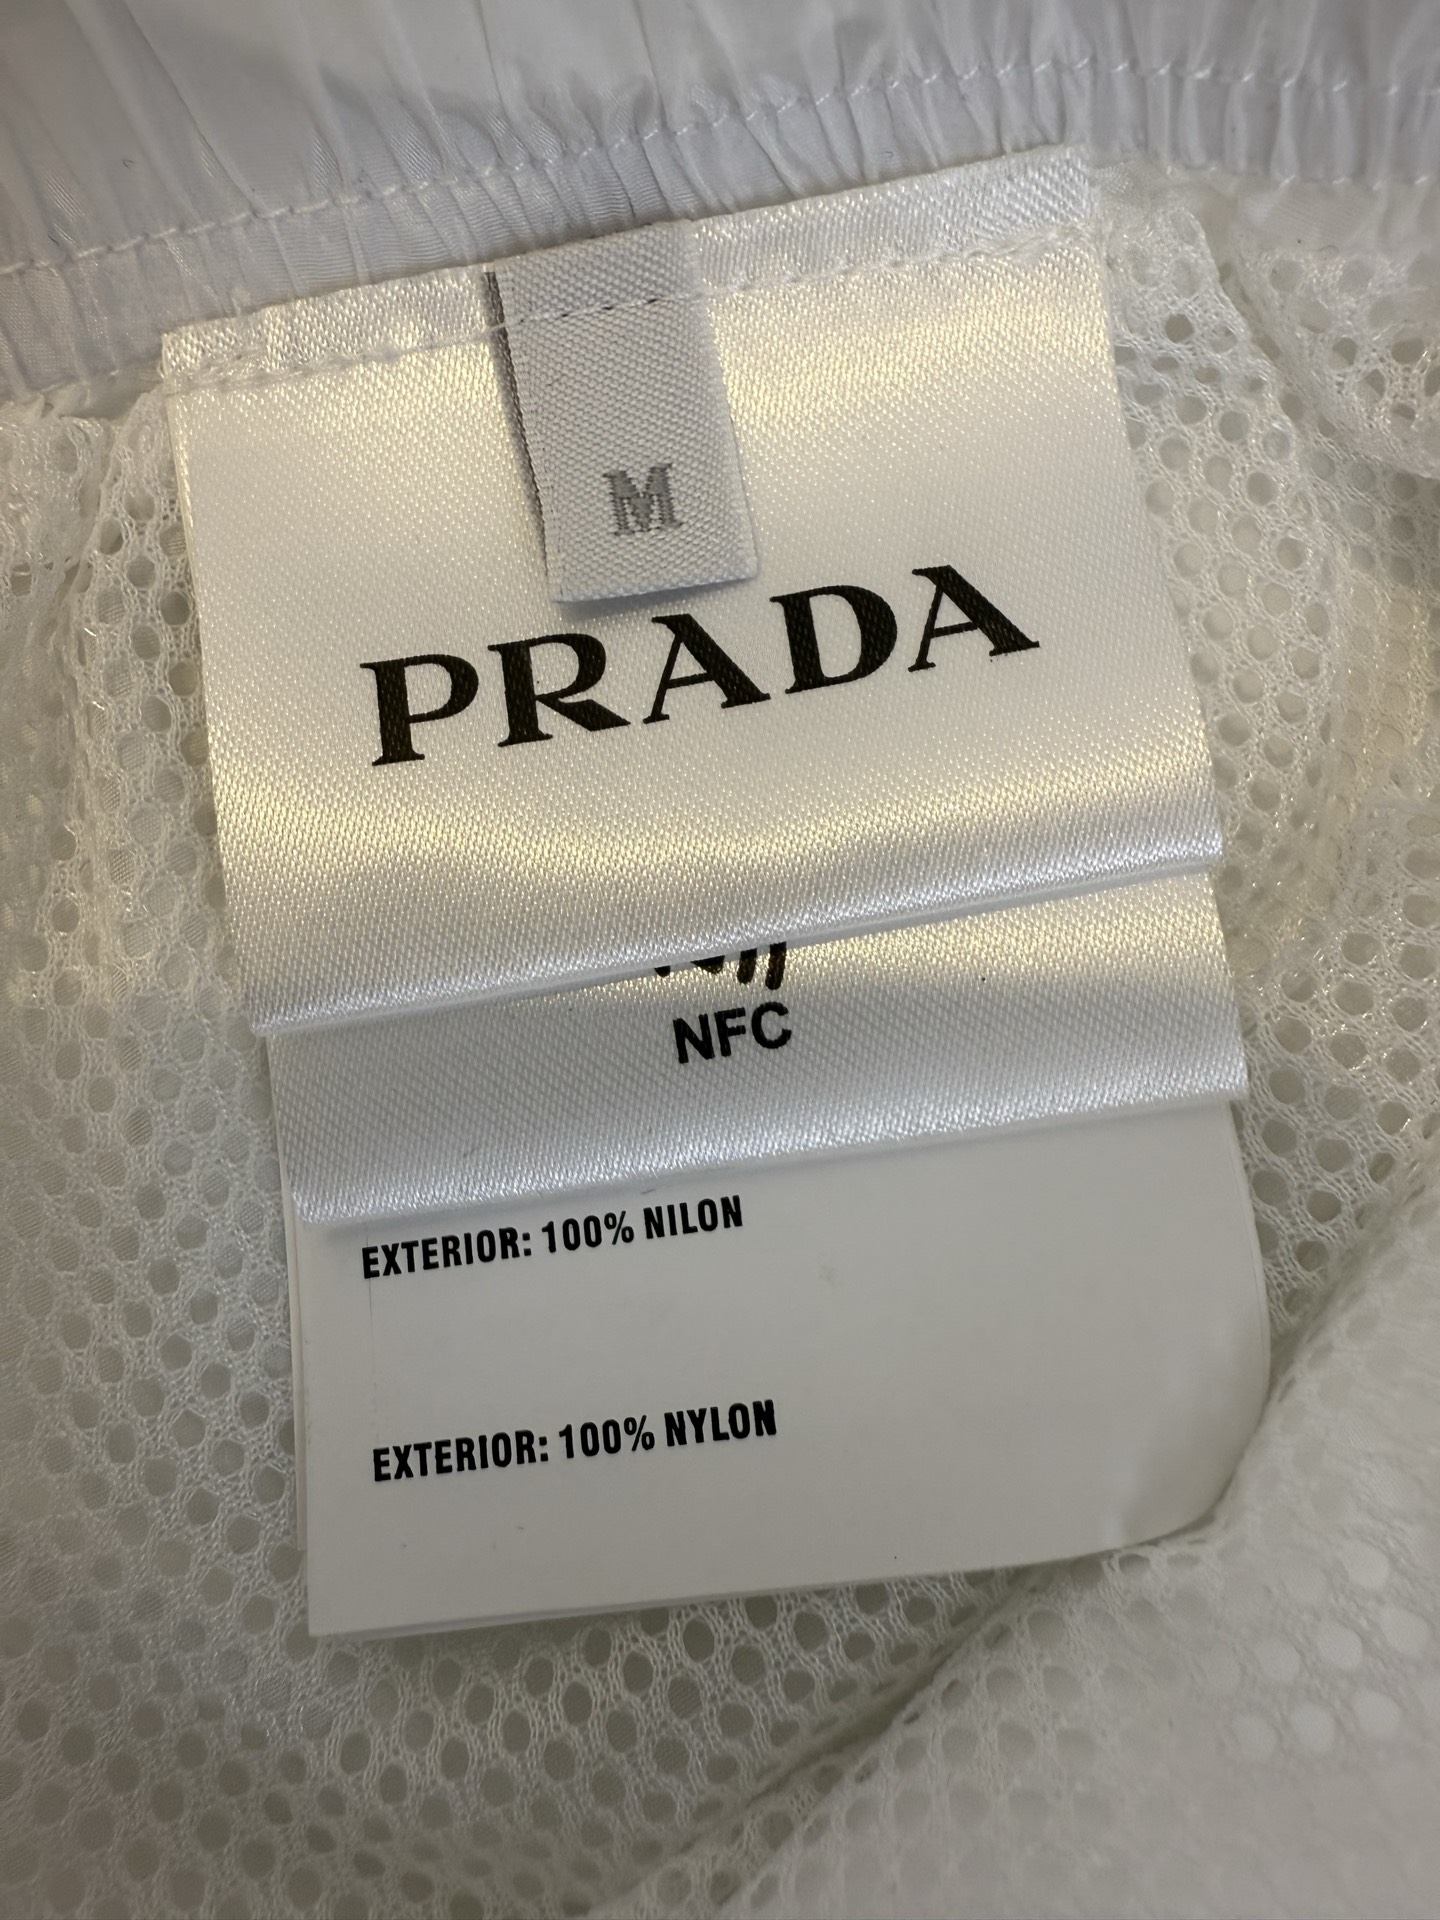 M
PRADA
NFC
EXTERIOR: 100% NILON
EXTERIOR: 100% NYLON